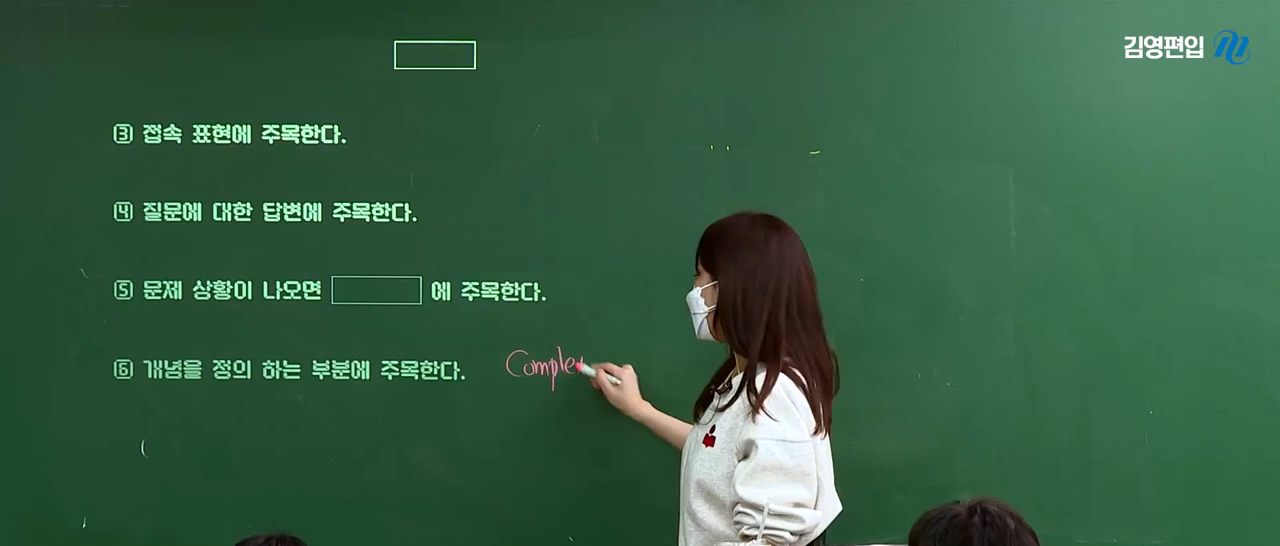 김영편입
③ 접속 표현에 주목한다.
④ 질문에 대한 답변에 주목한다.
⑤ 문제 상황이 나오면 에 주목한다.
⑥ 개념을 정의 하는 부분에 주목한다. Comple